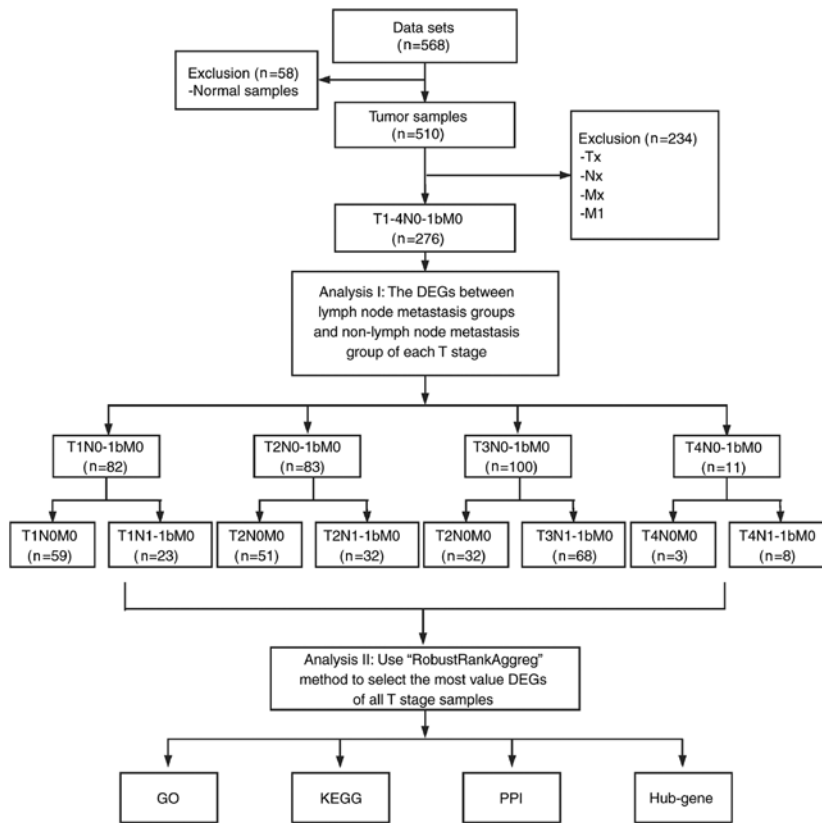 Data sets
(n=568)
Exclusion (n=58)
-Normal samples
Tumor samples
(n=510)
Exclusion (n=234)
-Tx
-Nx
-Mx
-M1
T1-4N0-1bM0
(n=276)
Analysis I: The DEGs between
lymph node metastasis groups
and non-lymph node metastasis
group of each T stage
T1N0-1bM0
(n=82)
T2N0-1bM0
(n=83)
T3N0-1bM0
(n=100)
T4N0-1bM0
(n=11)
T1N0M0
(n=59)
T1N1-1bM0
(n=23)
T2N0M0
(n=51)
T2N1-1bM0
(n=32)
T2N0M0
(n=32)
T3N1-1bM0
(n=68)
T4N0M0
(n=3)
T4N1-1bM0
(n=8)
Analysis II: Use “RobustRankAggreg”
method to select the most value DEGs
of all T stage samples
GO
KEGG
PPI
Hub-gene